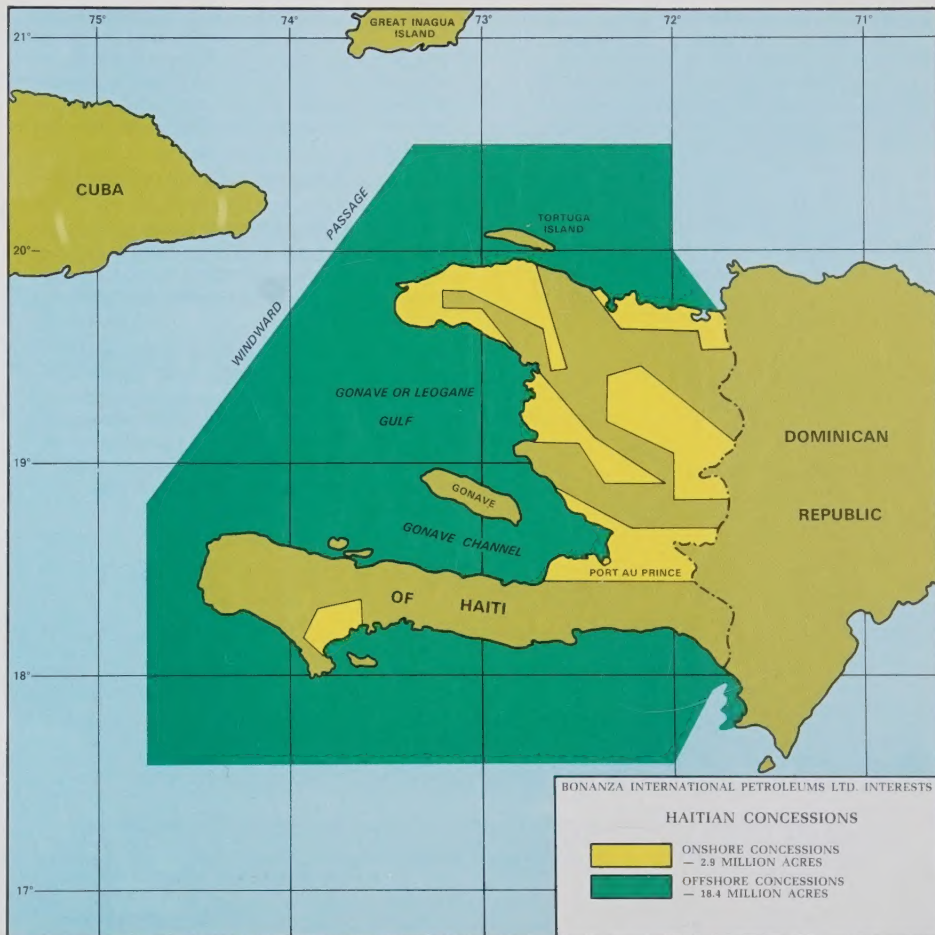 75°
74°
73°
72°
71°
GREAT INAGUA
ISLAND
21°
CUBA
PASSAGE
TORTUGA
ISLAND
20°
WINDWARD
GONAVE OR LEOGANE
GULF
DOMINICAN
19°
GONAVE
REPUBLIC
GONAVE CHANNEL
PORT AU PRINCE
OF HAITI
18°
BONANZA INTERNATIONAL PETROLEUMS LTD. INTERESTS
HAITIAN CONCESSIONS
ONSHORE CONCESSIONS
— 2.9 MILLION ACRES
OFFSHORE CONCESSIONS
— 18.4 MILLION ACRES
17°